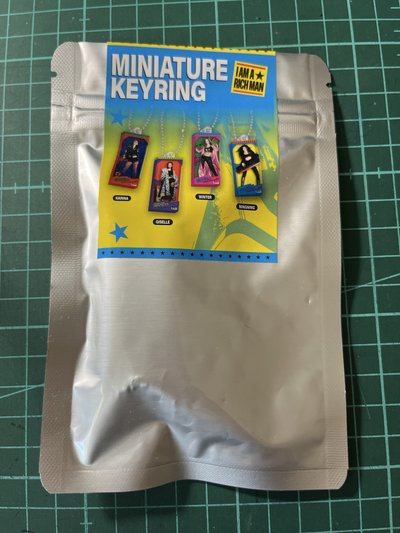 MINIATURE
KEYRING
I AM A ★
RICH MAN
KARINA
GISELLE
WINTER
NINGNING